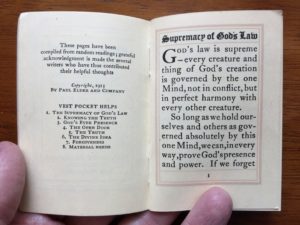 These pages have been
compiled from random readings; grateful
acknowledgment is made the several
writers who have thus contributed
their helpful thoughts
Copyright, 1913
By Paul Elder and Company
VEST POCKET HELPS
1. The Supremacy of God's Law
2. Knowing the Truth
3. God's Ever Presence
4. The Open Door
5. The Truth
6. The Divine Idea
7. Forgiveness
8. Material Needs
Supremacy of God's Law
God's law is supreme
—every creature and
thing of God's creation
is governed by the one
Mind, not in conflict, but
in perfect harmony with
every other creature.
So long as we hold our-
selves and others as gov-
erned absolutely by this
one Mind, we can, in every
way, prove God's presence
and power. If we forget
1